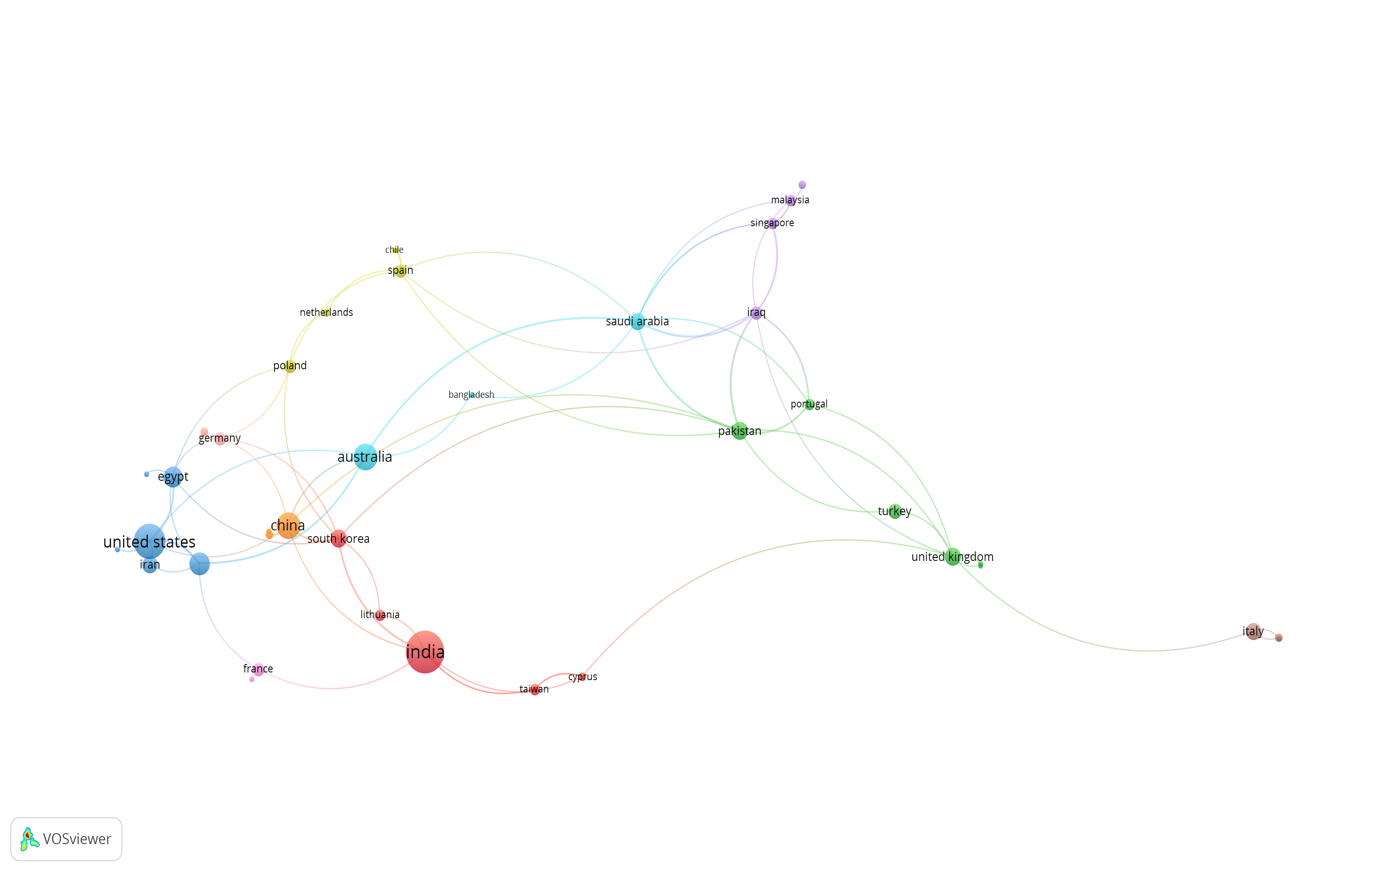 malaysia
singapore
chile
spain
netherlands
iraq
saudi arabia
poland
bangladesh
portugal
pakistan
germany
australia
egypt
turkey
china
south korea
united states
united kingdom
iran
lithuania
italy
india
france
cyprus
taiwan
VOSviewer